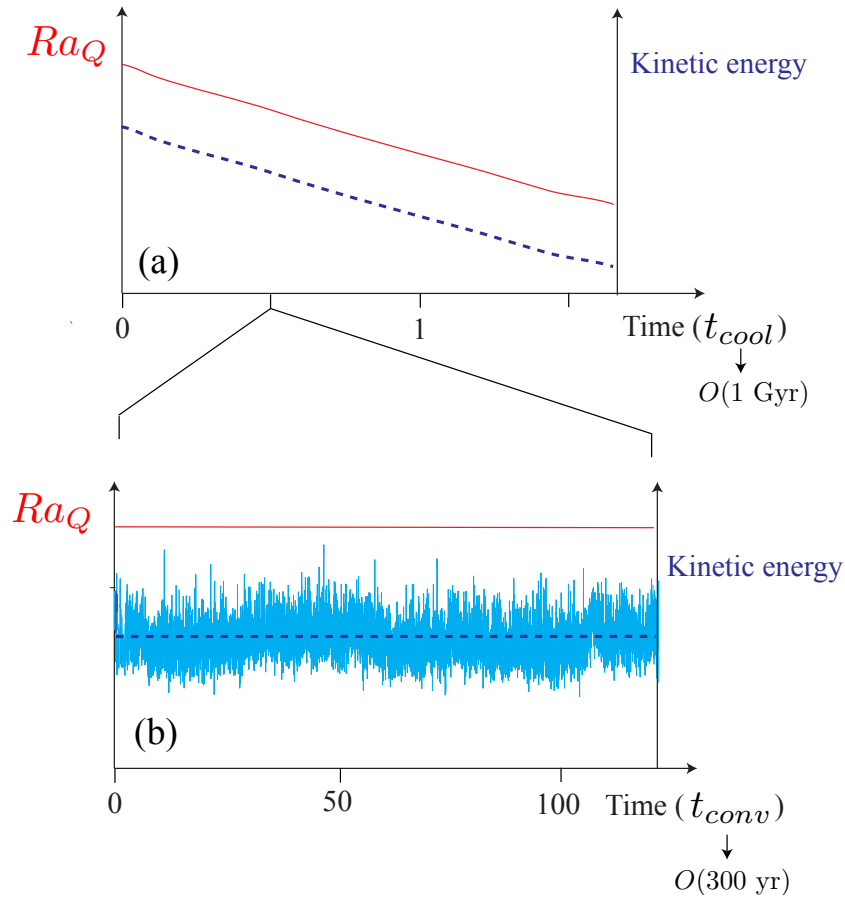 Ra_Q
Kinetic energy
(a)
0 1 Time (t_cool)
O(1 Gyr)
Ra_Q
Kinetic energy
(b)
0 50 100 Time (t_conv)
O(300 yr)